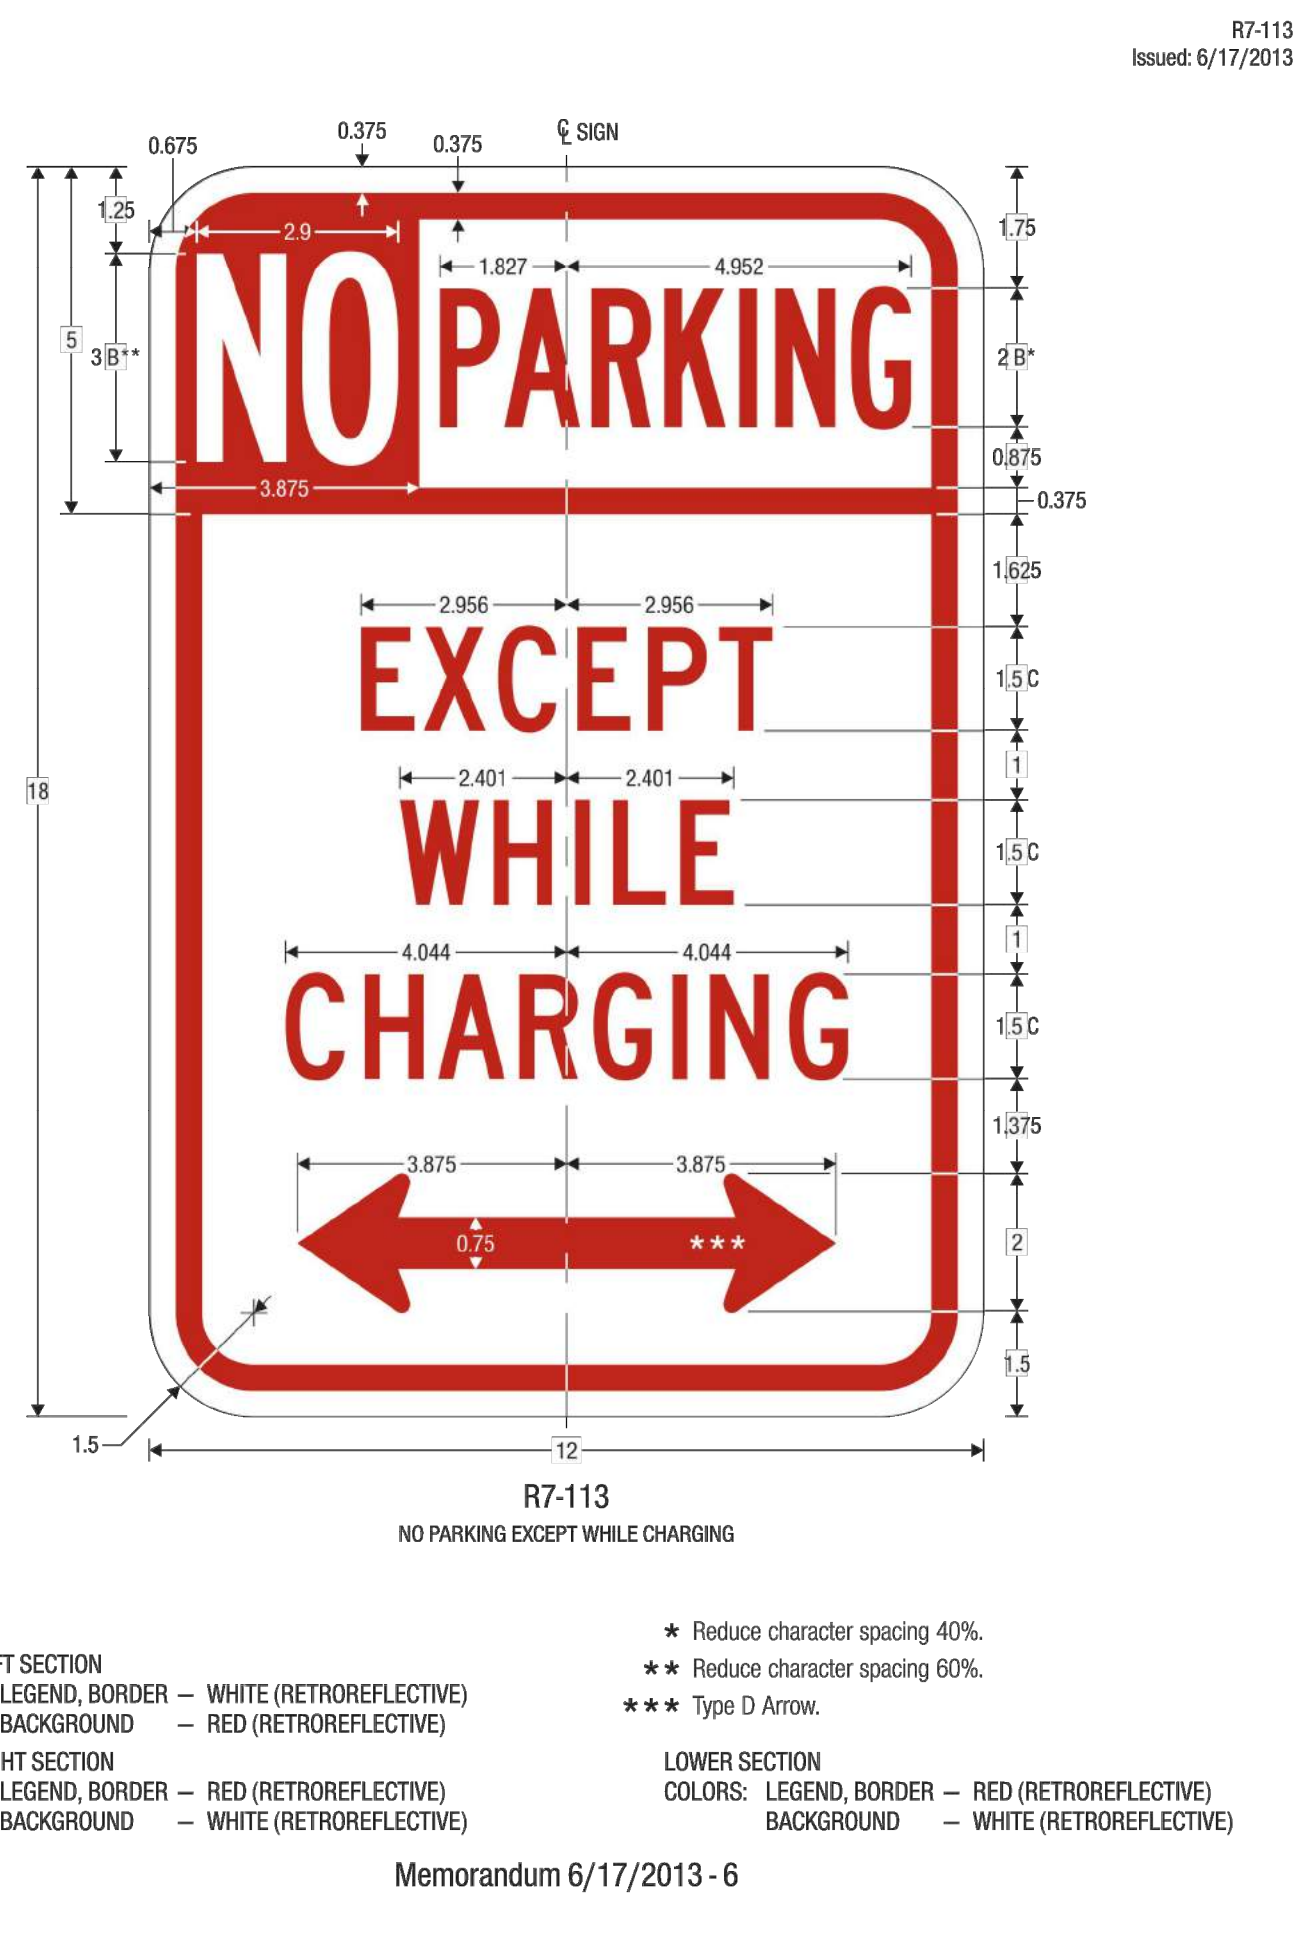 R7-113
Issued: 6/17/2013
0.675
0.375
0.375
℄ SIGN
1.25
2.9
1.75
1.827
4.952
NO PARKING
5
3 B**
2 B*
0.875
3.875
0.375
1.625
2.956
2.956
EXCEPT
1.5 C
1
18
2.401
2.401
WHILE
1.5 C
1
4.044
4.044
CHARGING
1.5 C
1.375
3.875
3.875
0.75
***
2
1.5
1.5
12
R7-113
NO PARKING EXCEPT WHILE CHARGING
* Reduce character spacing 40%.
** Reduce character spacing 60%.
*** Type D Arrow.
FT SECTION
LEGEND, BORDER — WHITE (RETROREFLECTIVE)
BACKGROUND — RED (RETROREFLECTIVE)
HT SECTION
LEGEND, BORDER — RED (RETROREFLECTIVE)
BACKGROUND — WHITE (RETROREFLECTIVE)
LOWER SECTION
COLORS: LEGEND, BORDER — RED (RETROREFLECTIVE)
BACKGROUND — WHITE (RETROREFLECTIVE)
Memorandum 6/17/2013 - 6